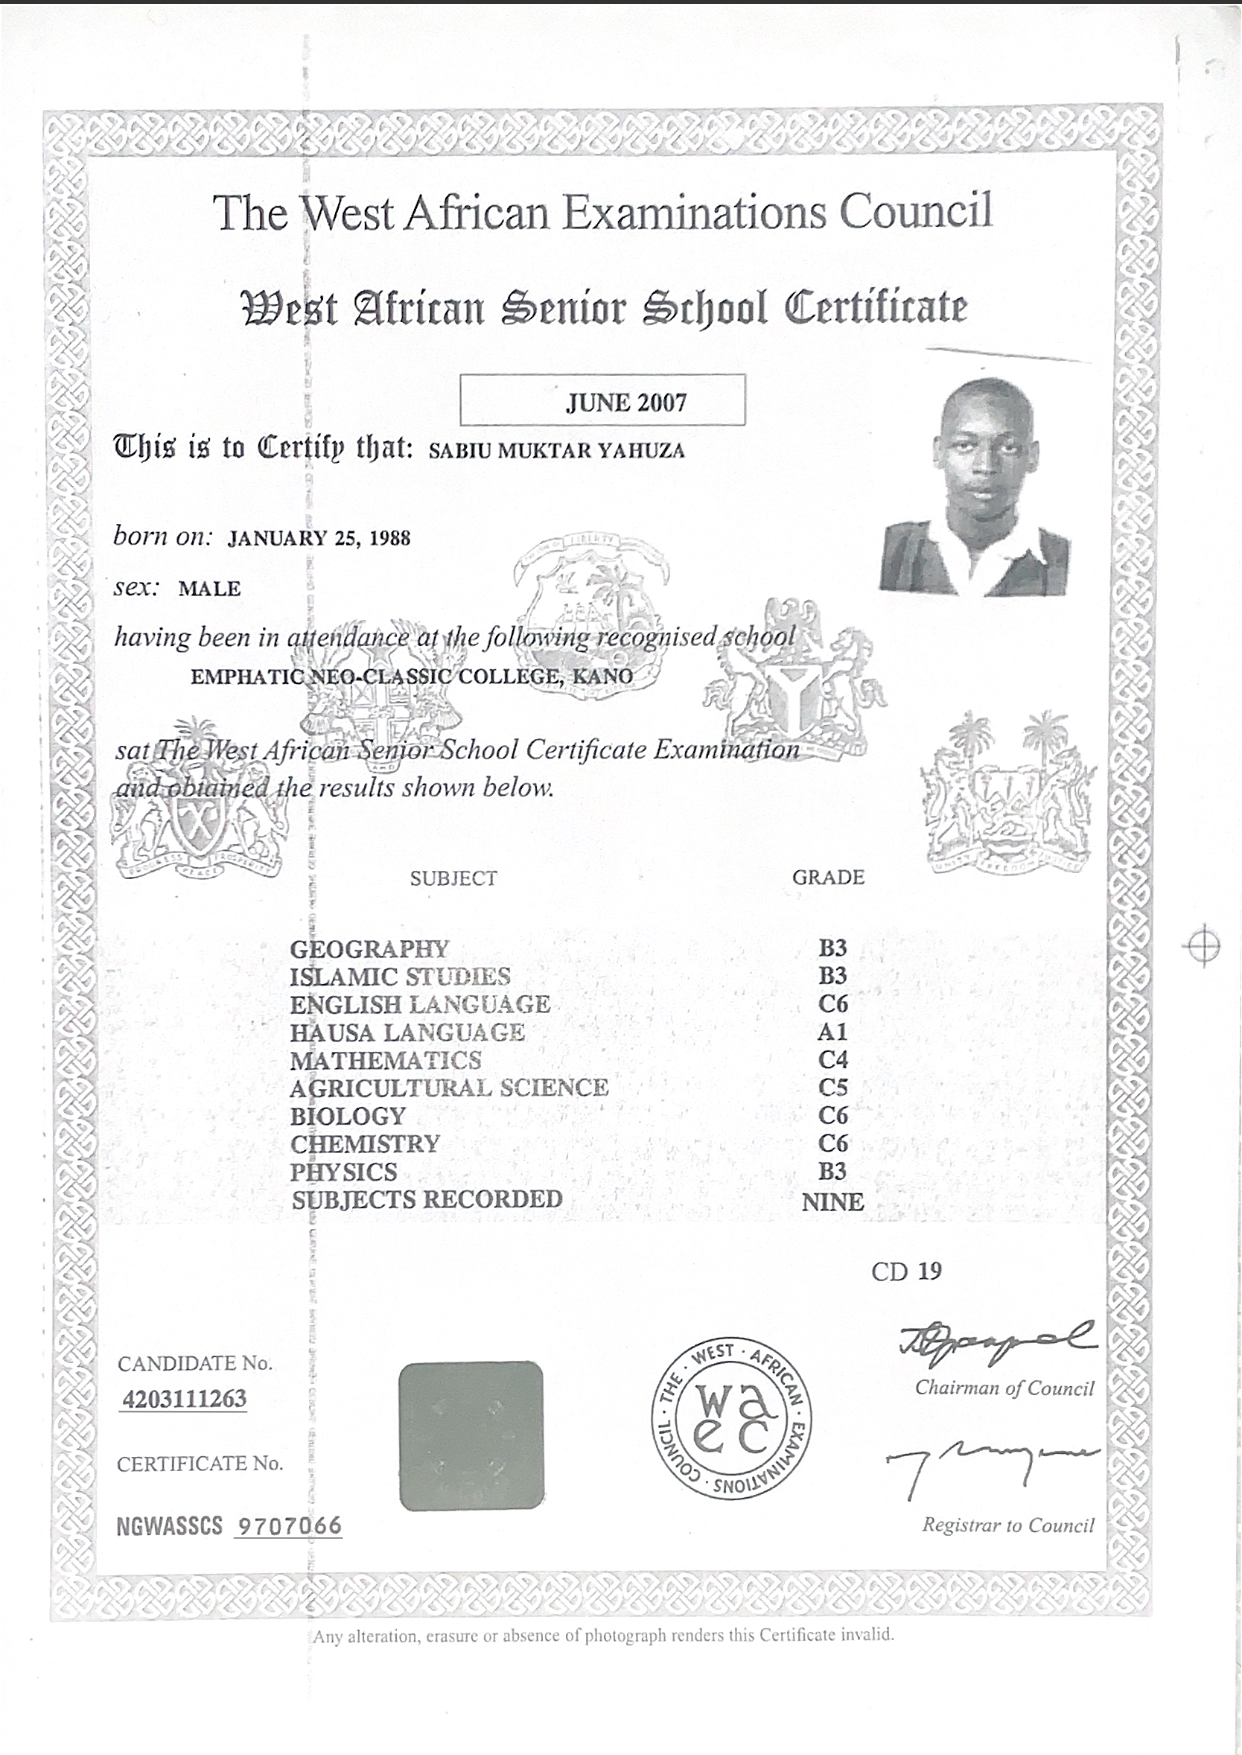 The West African Examinations Council
West African Senior School Certificate
JUNE 2007
This is to Certify that: SABIU MUKTAR YAHUZA
born on: JANUARY 25, 1988
sex: MALE
having been in attendance at the following recognised school
EMPHATIC NEO-CLASSIC COLLEGE, KANO
sat The West African Senior School Certificate Examination
and obtained the results shown below.
SUBJECT GRADE
GEOGRAPHY B3
ISLAMIC STUDIES B3
ENGLISH LANGUAGE C6
HAUSA LANGUAGE A1
MATHEMATICS C4
AGRICULTURAL SCIENCE C5
BIOLOGY C6
CHEMISTRY C6
PHYSICS B3
SUBJECTS RECORDED NINE
CD 19
CANDIDATE No.
4203111263
CERTIFICATE No.
NGWASSCS 9707066
THE · WEST · AFRICAN · EXAMINATIONS · COUNCIL
wa
ec
Chairman of Council
Registrar to Council
Any alteration, erasure or absence of photograph renders this Certificate invalid.